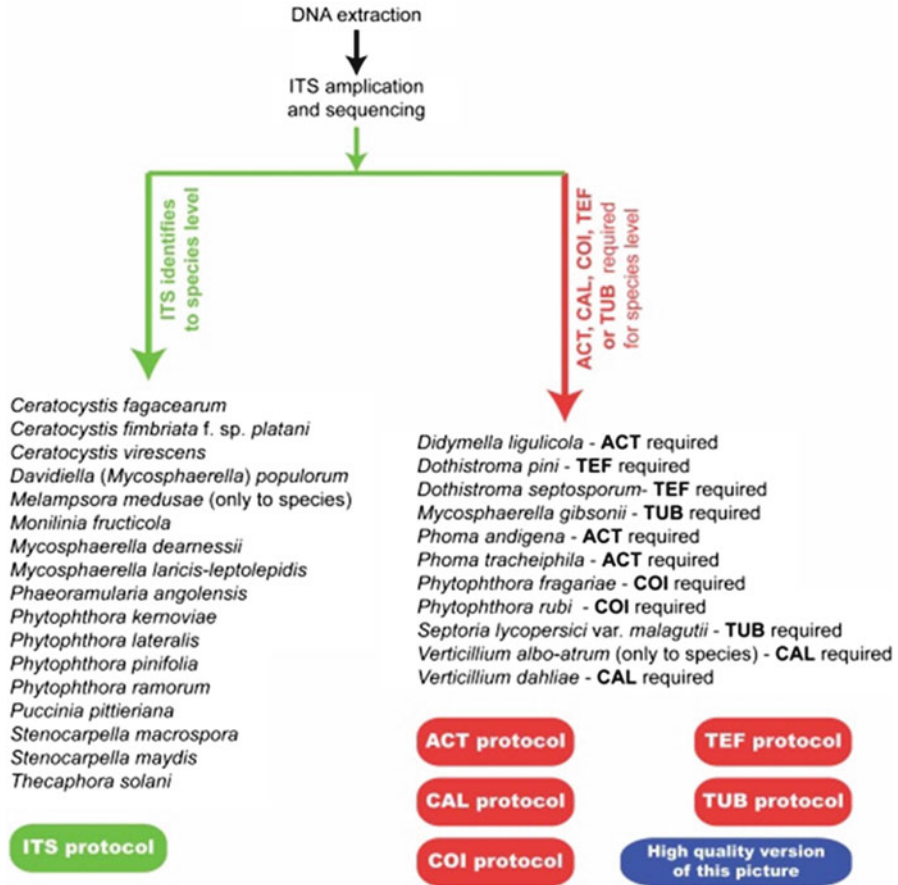 DNA extraction
ITS amplication
and sequencing
ITS identifies
to species level
ACT, CAL, COI, TEF
or TUB required
for species level
Ceratocystis fagacearum
Ceratocystis fimbriata f. sp. platani
Ceratocystis virescens
Davidiella (Mycosphaerella) populorum
Melampsora medusae (only to species)
Monilinia fructicola
Mycosphaerella dearnessii
Mycosphaerella laricis-leptolepidis
Phaeoramularia angolensis
Phytophthora kernoviae
Phytophthora lateralis
Phytophthora pinifolia
Phytophthora ramorum
Puccinia pittieriana
Stenocarpella macrospora
Stenocarpella maydis
Thecaphora solani
ITS protocol
Didymella ligulicola - ACT required
Dothistroma pini - TEF required
Dothistroma septosporum- TEF required
Mycosphaerella gibsonii - TUB required
Phoma andigena - ACT required
Phoma tracheiphila - ACT required
Phytophthora fragariae - COI required
Phytophthora rubi - COI required
Septoria lycopersici var. malagutii - TUB required
Verticillium albo-atrum (only to species) - CAL required
Verticillium dahliae - CAL required
ACT protocol
TEF protocol
CAL protocol
TUB protocol
COI protocol
High quality version
of this picture